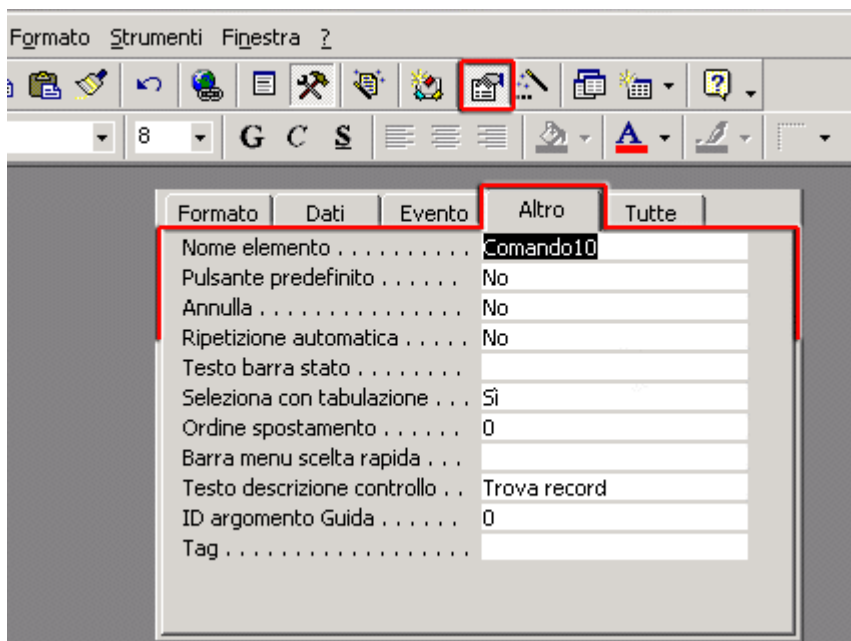 Formato Strumenti Finestra ?
8 G C S A
Formato Dati Evento Altro Tutte
Nome elemento . . . . . . . . . . Comando10
Pulsante predefinito . . . . . . No
Annulla . . . . . . . . . . . . . . . . No
Ripetizione automatica . . . . . No
Testo barra stato . . . . . . . .
Seleziona con tabulazione . . . Sì
Ordine spostamento . . . . . . 0
Barra menu scelta rapida . . .
Testo descrizione controllo . . Trova record
ID argomento Guida . . . . . . 0
Tag . . . . . . . . . . . . . . . . . .